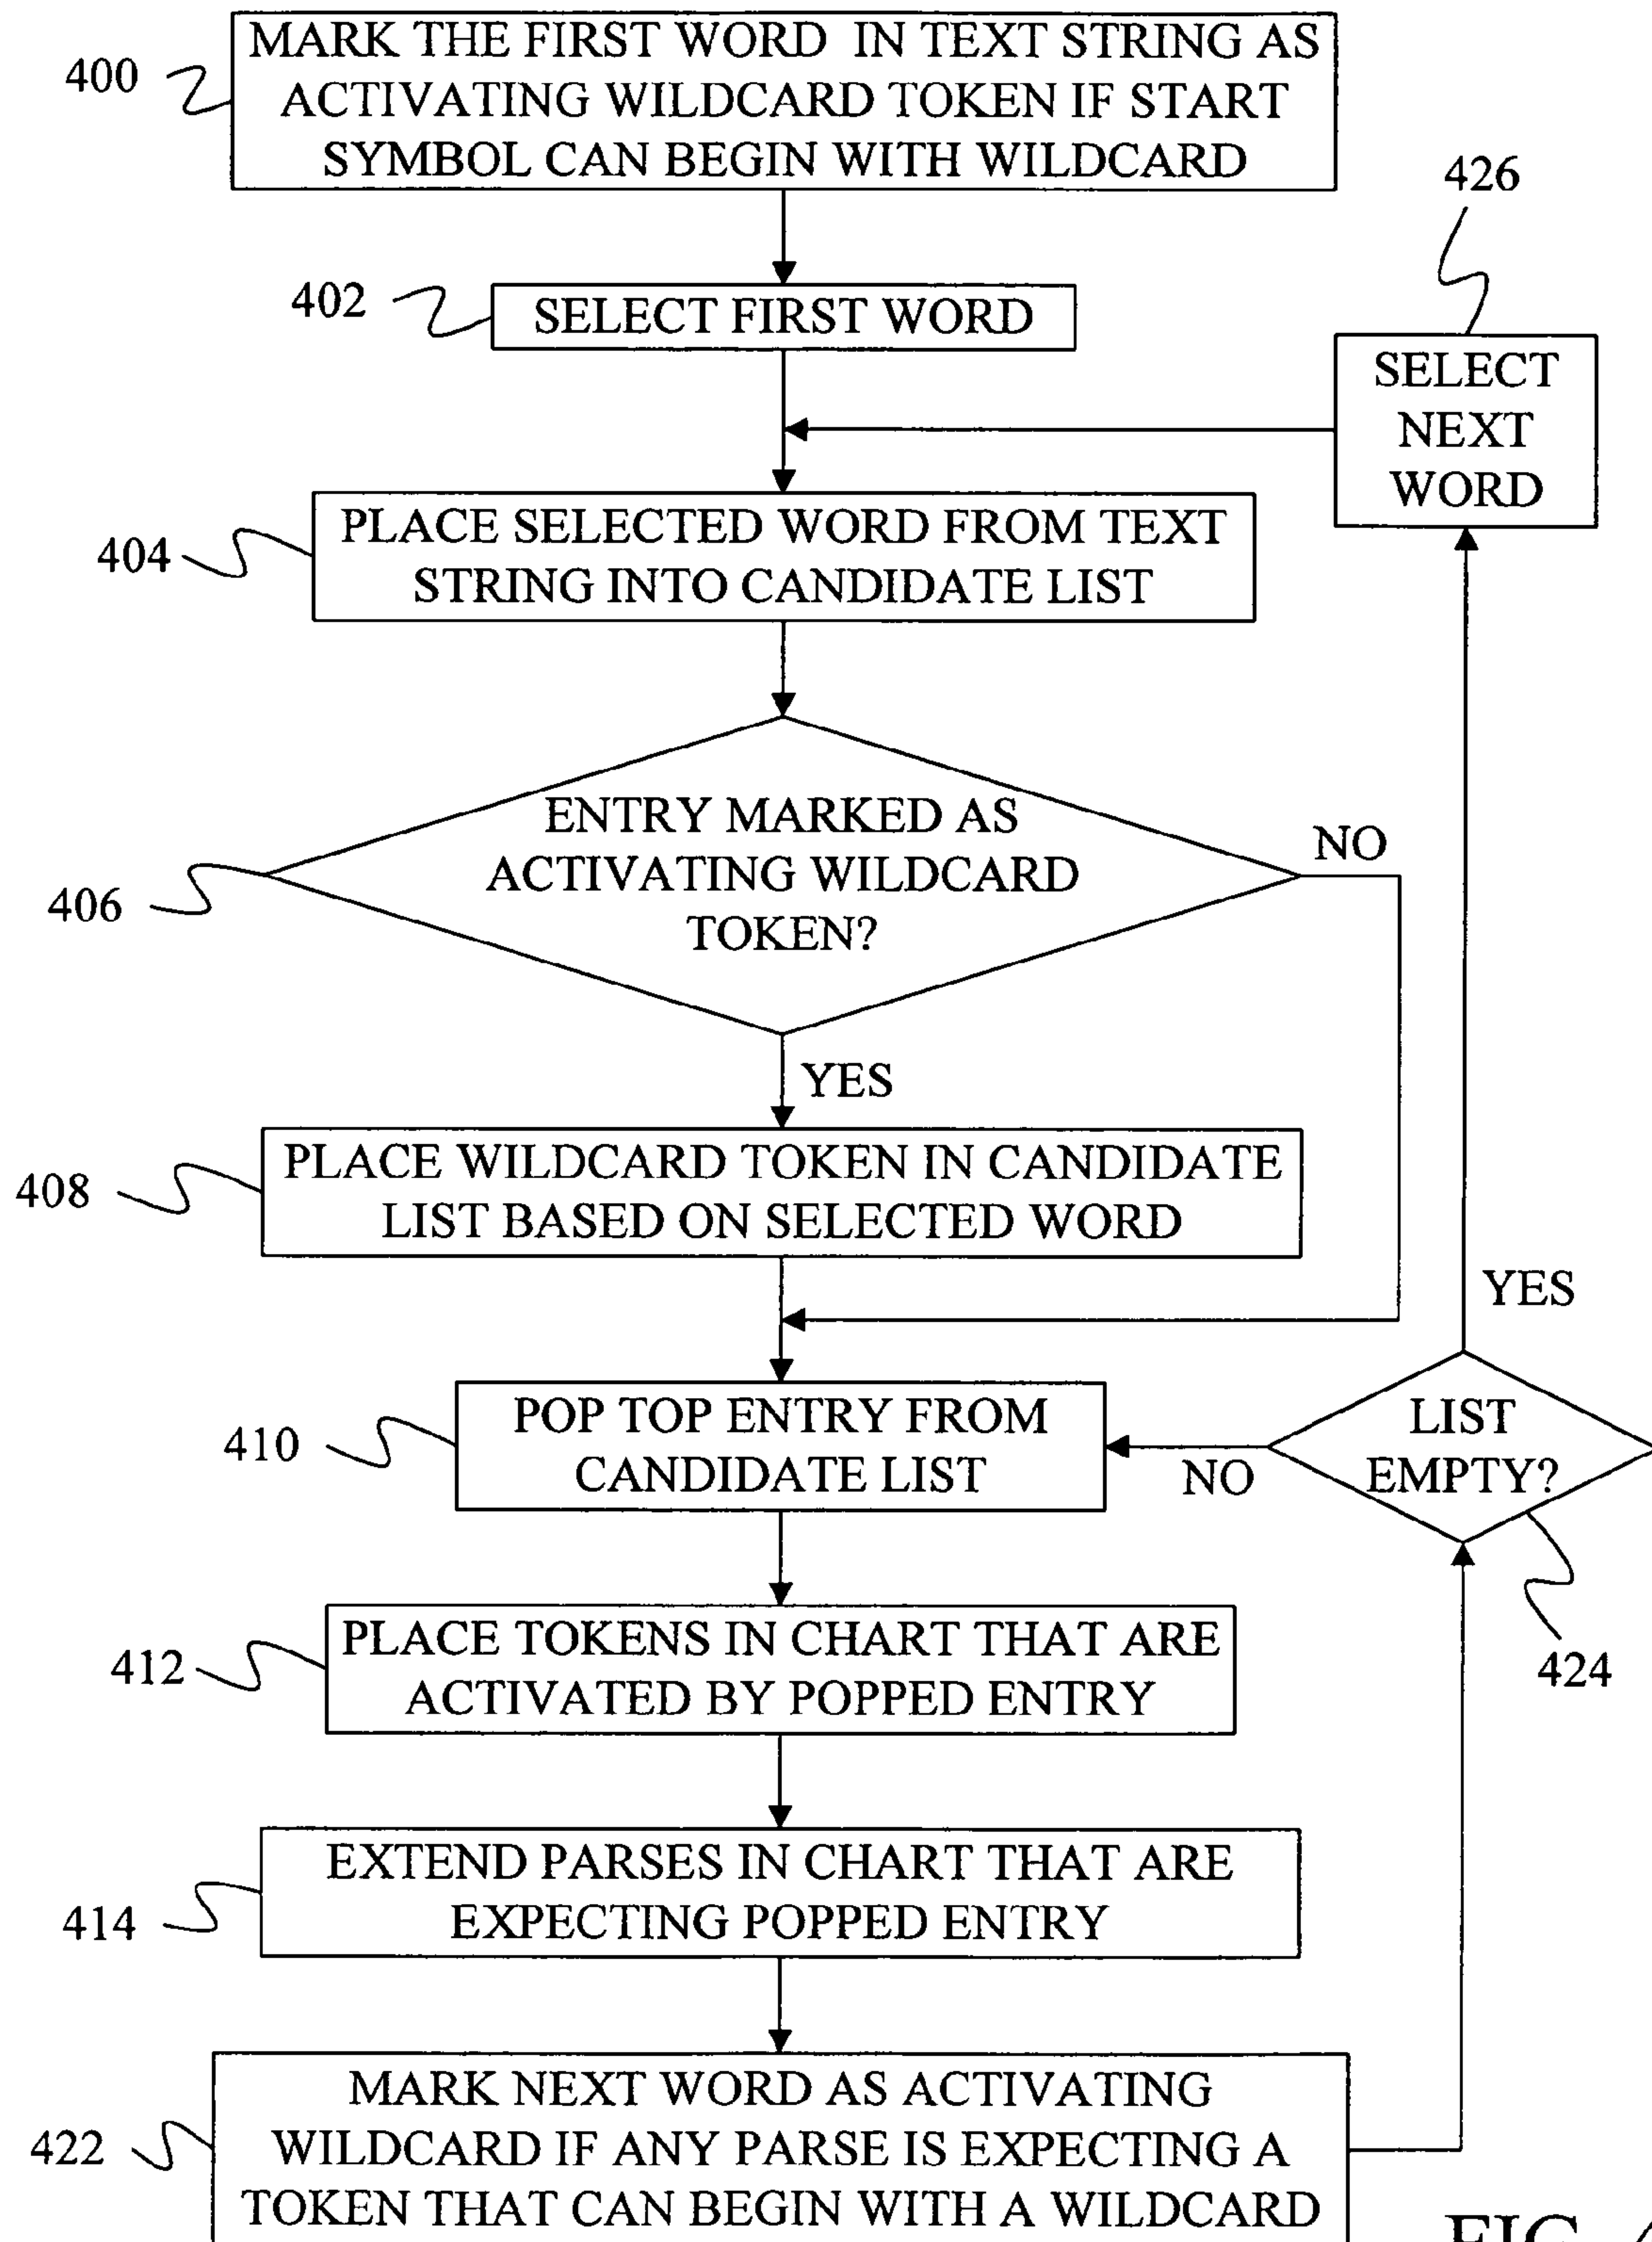 400
MARK THE FIRST WORD IN TEXT STRING AS
ACTIVATING WILDCARD TOKEN IF START
SYMBOL CAN BEGIN WITH WILDCARD
426
402
SELECT FIRST WORD
SELECT
NEXT
WORD
404
PLACE SELECTED WORD FROM TEXT
STRING INTO CANDIDATE LIST
406
ENTRY MARKED AS
ACTIVATING WILDCARD
TOKEN?
NO
YES
408
PLACE WILDCARD TOKEN IN CANDIDATE
LIST BASED ON SELECTED WORD
YES
410
POP TOP ENTRY FROM
CANDIDATE LIST
NO
LIST
EMPTY?
424
412
PLACE TOKENS IN CHART THAT ARE
ACTIVATED BY POPPED ENTRY
414
EXTEND PARSES IN CHART THAT ARE
EXPECTING POPPED ENTRY
422
MARK NEXT WORD AS ACTIVATING
WILDCARD IF ANY PARSE IS EXPECTING A
TOKEN THAT CAN BEGIN WITH A WILDCARD
FIG.